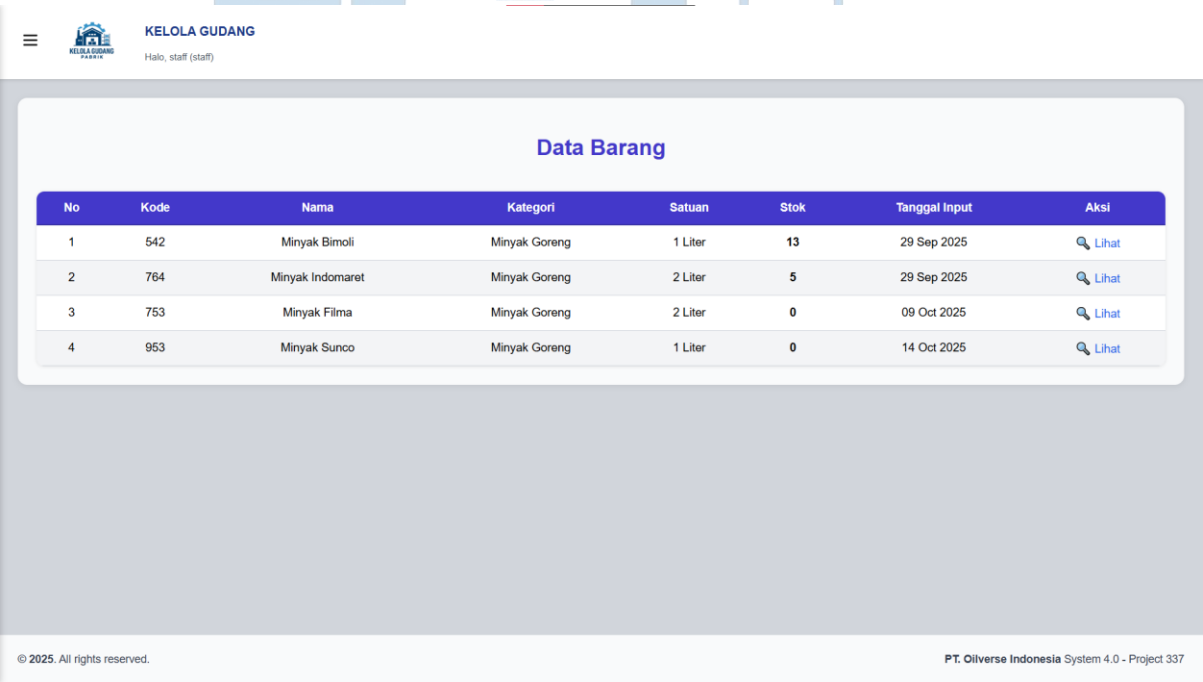 KELOLA GUDANG
PABRIK
KELOLA GUDANG
Halo, staff (staff)
Data Barang
No Kode Nama Kategori Satuan Stok Tanggal Input Aksi
1 542 Minyak Bimoli Minyak Goreng 1 Liter 13 29 Sep 2025 Lihat
2 764 Minyak Indomaret Minyak Goreng 2 Liter 5 29 Sep 2025 Lihat
3 753 Minyak Filma Minyak Goreng 2 Liter 0 09 Oct 2025 Lihat
4 953 Minyak Sunco Minyak Goreng 1 Liter 0 14 Oct 2025 Lihat
© 2025. All rights reserved. PT. Oilverse Indonesia System 4.0 - Project 337